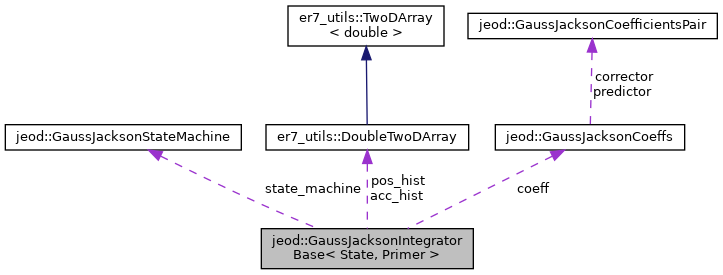 er7_utils::TwoDArray
< double >
jeod::GaussJacksonCoefficientsPair
corrector
predictor
jeod::GaussJacksonStateMachine
er7_utils::DoubleTwoDArray
jeod::GaussJacksonCoeffs
state_machine
pos_hist
acc_hist
coeff
jeod::GaussJacksonIntegrator
Base< State, Primer >